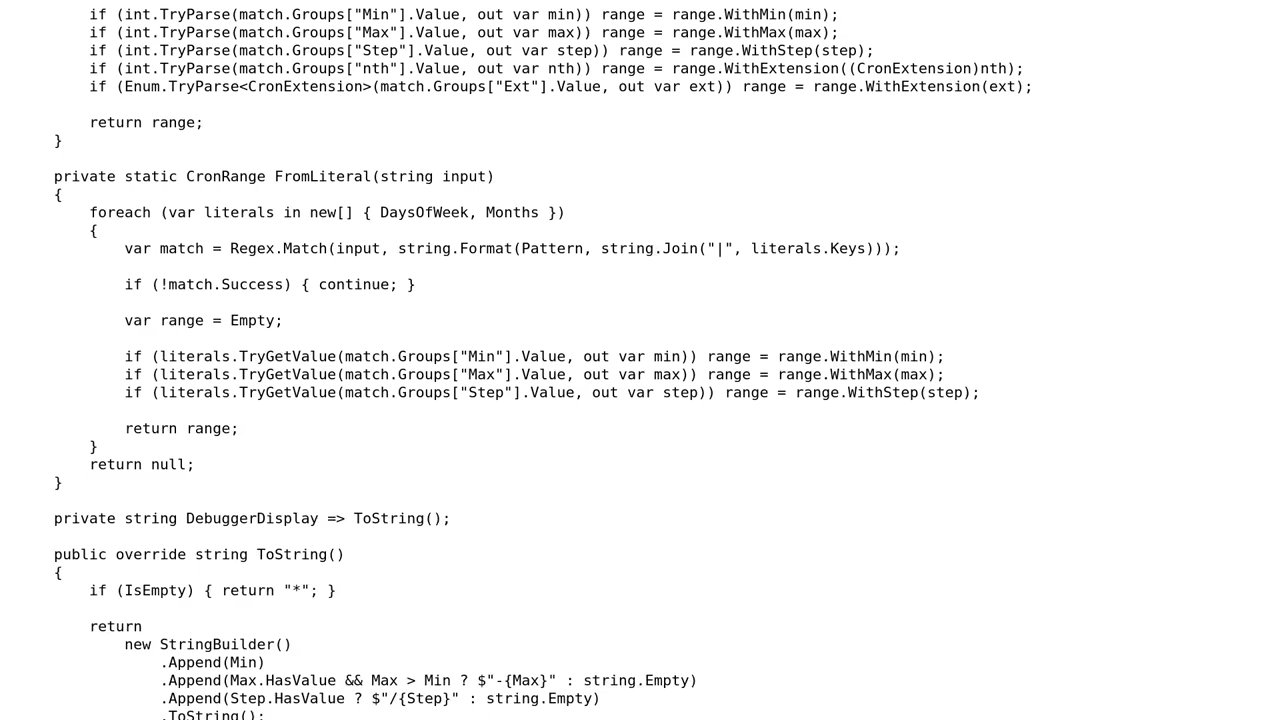 if (int.TryParse(match.Groups["Min"].Value, out var min)) range = range.WithMin(min);
if (int.TryParse(match.Groups["Max"].Value, out var max)) range = range.WithMax(max);
if (int.TryParse(match.Groups["Step"].Value, out var step)) range = range.WithStep(step);
if (int.TryParse(match.Groups["nth"].Value, out var nth)) range = range.WithExtension((CronExtension)nth);
if (Enum.TryParse<CronExtension>(match.Groups["Ext"].Value, out var ext)) range = range.WithExtension(ext);
return range;
}
private static CronRange FromLiteral(string input)
{
foreach (var literals in new[] { DaysOfWeek, Months })
{
var match = Regex.Match(input, string.Format(Pattern, string.Join("|", literals.Keys)));
if (!match.Success) { continue; }
var range = Empty;
if (literals.TryGetValue(match.Groups["Min"].Value, out var min)) range = range.WithMin(min);
if (literals.TryGetValue(match.Groups["Max"].Value, out var max)) range = range.WithMax(max);
if (literals.TryGetValue(match.Groups["Step"].Value, out var step)) range = range.WithStep(step);
return range;
}
return null;
}
private string DebuggerDisplay => ToString();
public override string ToString()
{
if (IsEmpty) { return "*"; }
return
new StringBuilder()
.Append(Min)
.Append(Max.HasValue && Max > Min ? $"-{Max}" : string.Empty)
.Append(Step.HasValue ? $"/{Step}" : string.Empty)
.ToString();